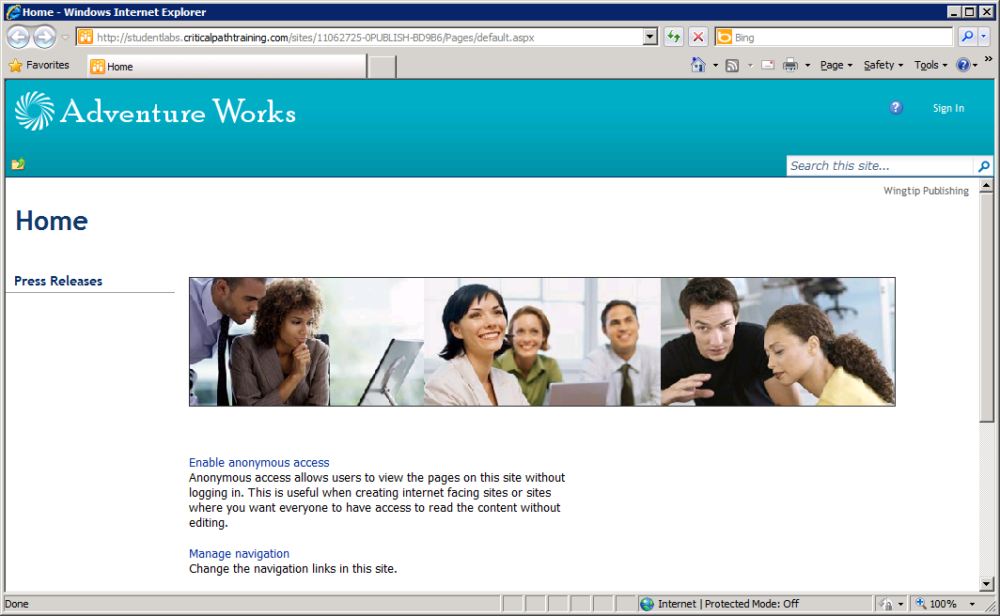 Home - Windows Internet Explorer
http://studentlabs.criticalpathtraining.com/sites/11062725-0PUBLISH-BD9B6/Pages/default.aspx
Bing
Favorites
Home
Page
Safety
Tools
Adventure Works
Sign In
Search this site...
Wingtip Publishing
Home
Press Releases
Enable anonymous access
Anonymous access allows users to view the pages on this site without
logging in. This is useful when creating internet facing sites or sites
where you want everyone to have access to read the content without
editing.
Manage navigation
Change the navigation links in this site.
Done
Internet | Protected Mode: Off
100%